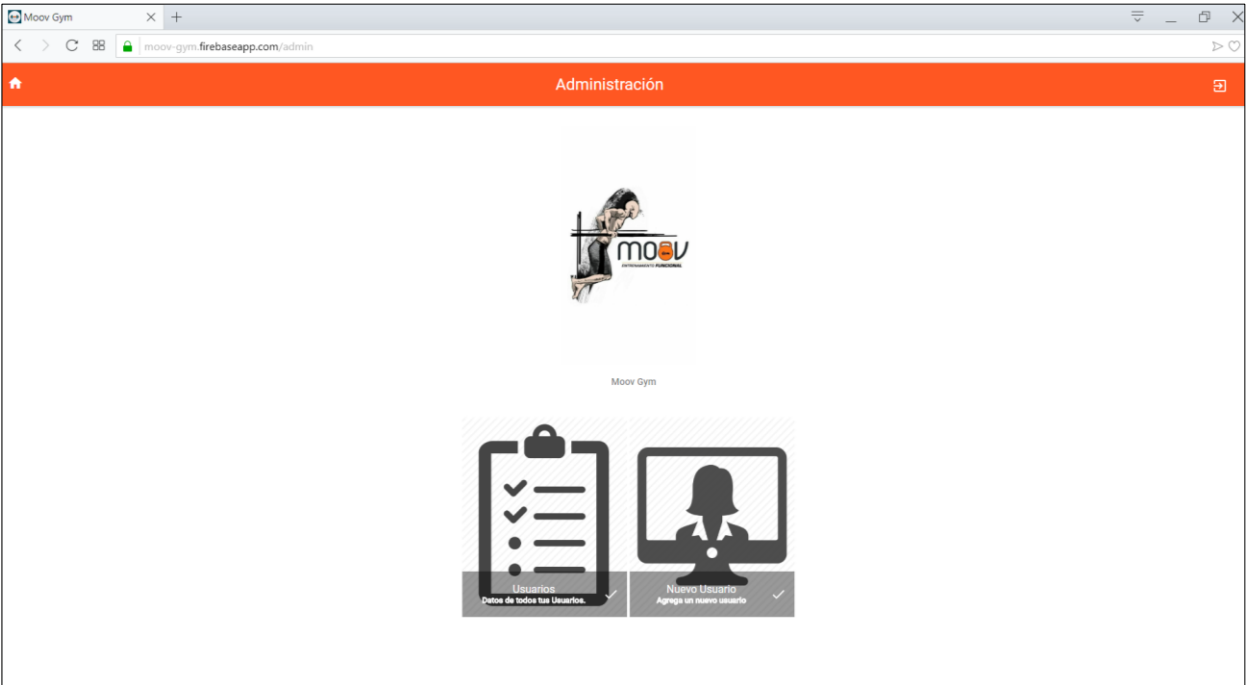 Moov Gym
moov-gym.firebaseapp.com/admin
Administración
moov
ENTRENAMIENTO FUNCIONAL
Moov Gym
Usuarios
Datos de todos tus Usuarios.
Nuevo Usuario
Agrega un nuevo usuario